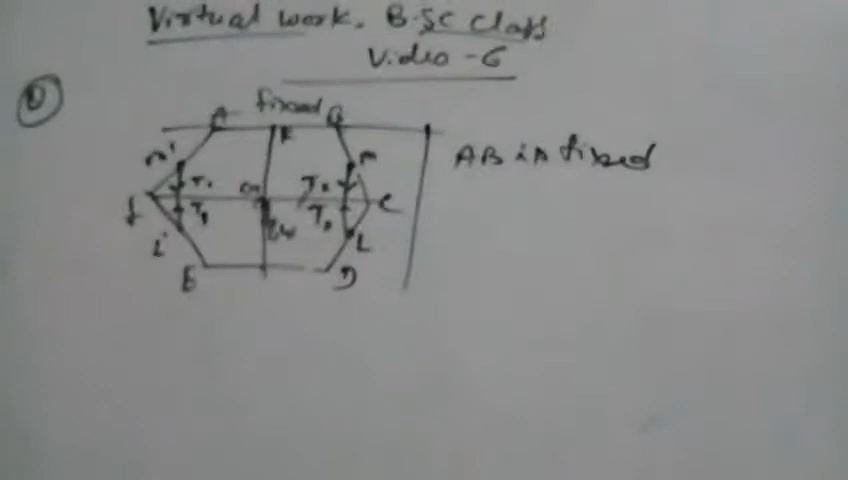 Virtual work. B.Sc Class
Video - 6
fixed
A B
K
m' m
T. T.
f G C
T. T.
L' L
E D
AB is fixed